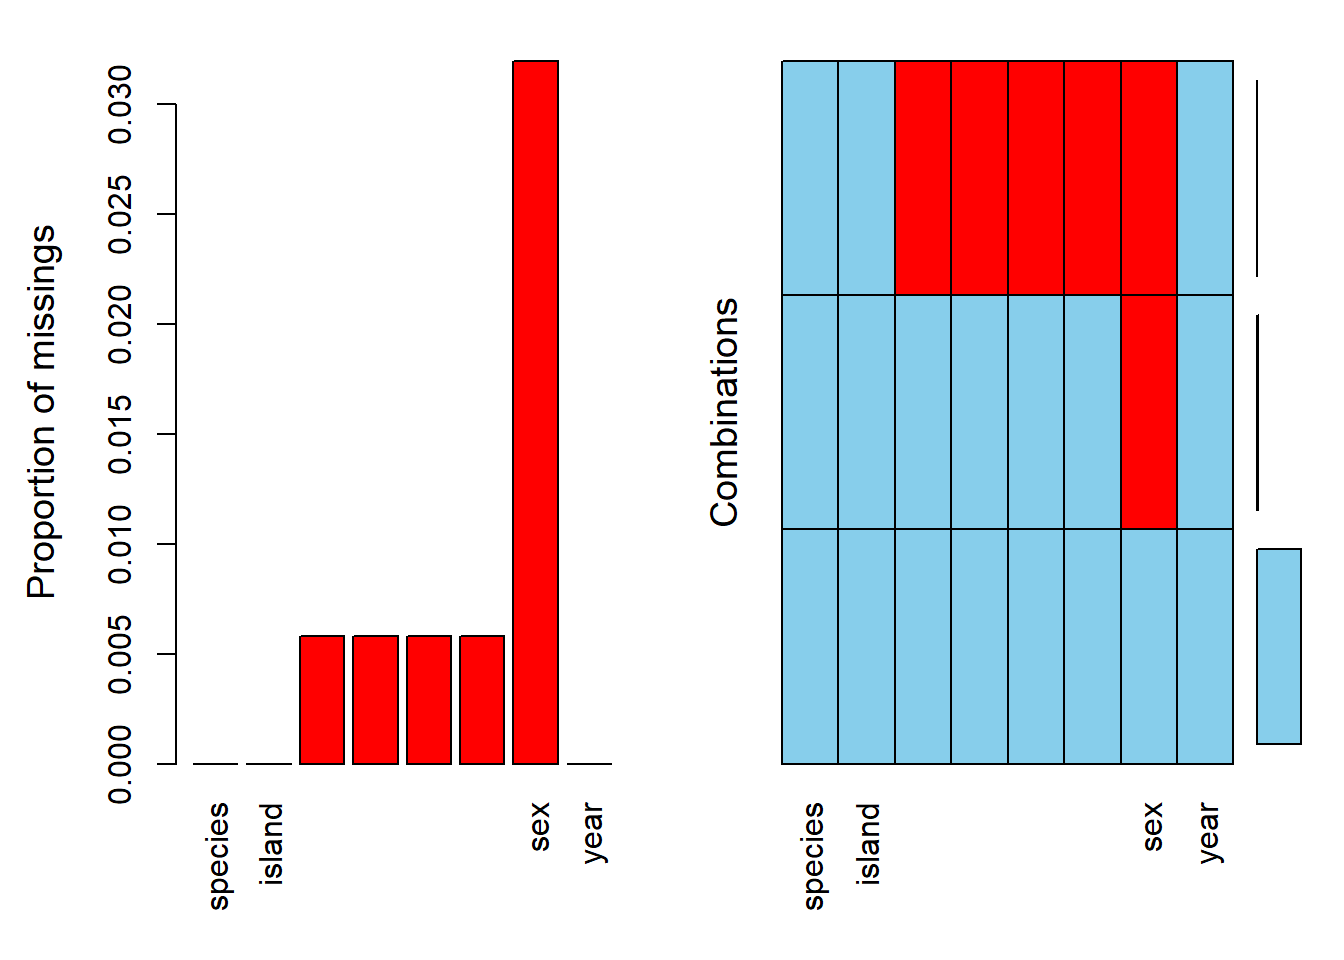 Proportion of missings
0.000
0.005
0.010
0.015
0.020
0.025
0.030
species
island
sex
year
Combinations
species
island
sex
year